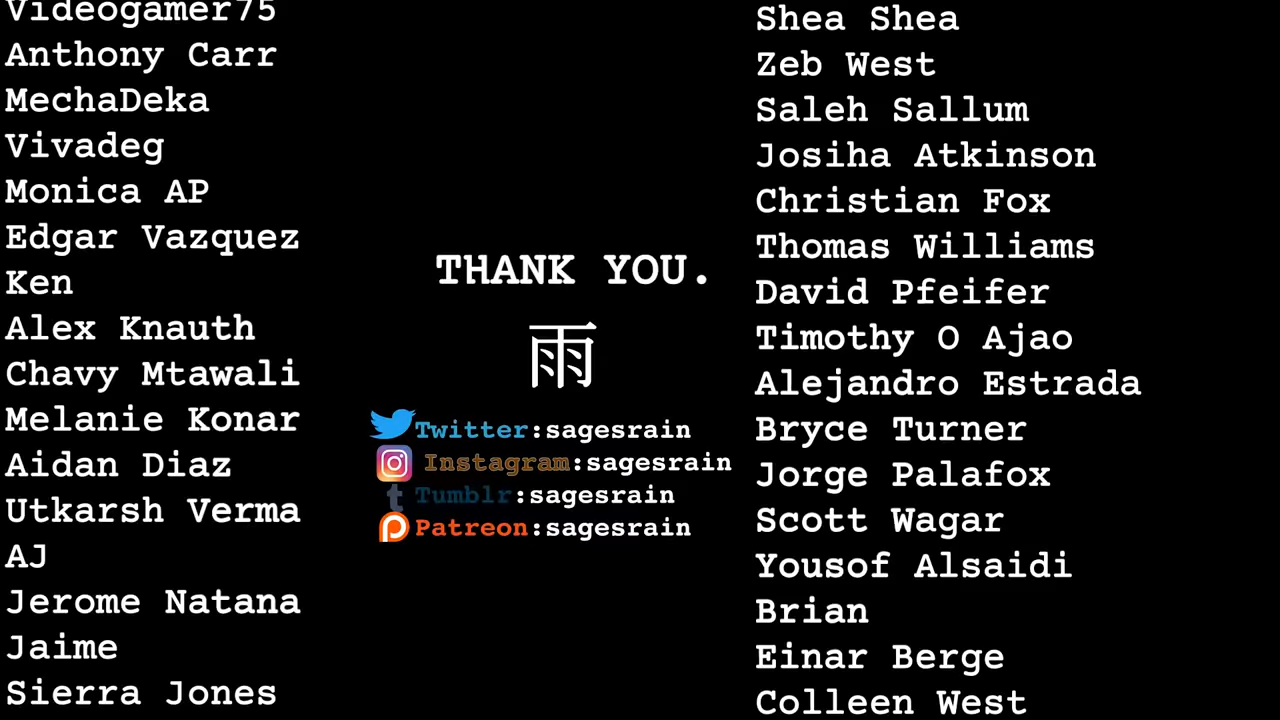 Videogamer75
Anthony Carr
MechaDeka
Vivadeg
Monica AP
Edgar Vazquez
Ken
Alex Knauth
Chavy Mtawali
Melanie Konar
Aidan Diaz
Utkarsh Verma
AJ
Jerome Natana
Jaime
Sierra Jones
THANK YOU.
雨
Twitter:sagesrain
Instagram:sagesrain
Tumblr:sagesrain
Patreon:sagesrain
Shea Shea
Zeb West
Saleh Sallum
Josiha Atkinson
Christian Fox
Thomas Williams
David Pfeifer
Timothy O Ajao
Alejandro Estrada
Bryce Turner
Jorge Palafox
Scott Wagar
Yousof Alsaidi
Brian
Einar Berge
Colleen West